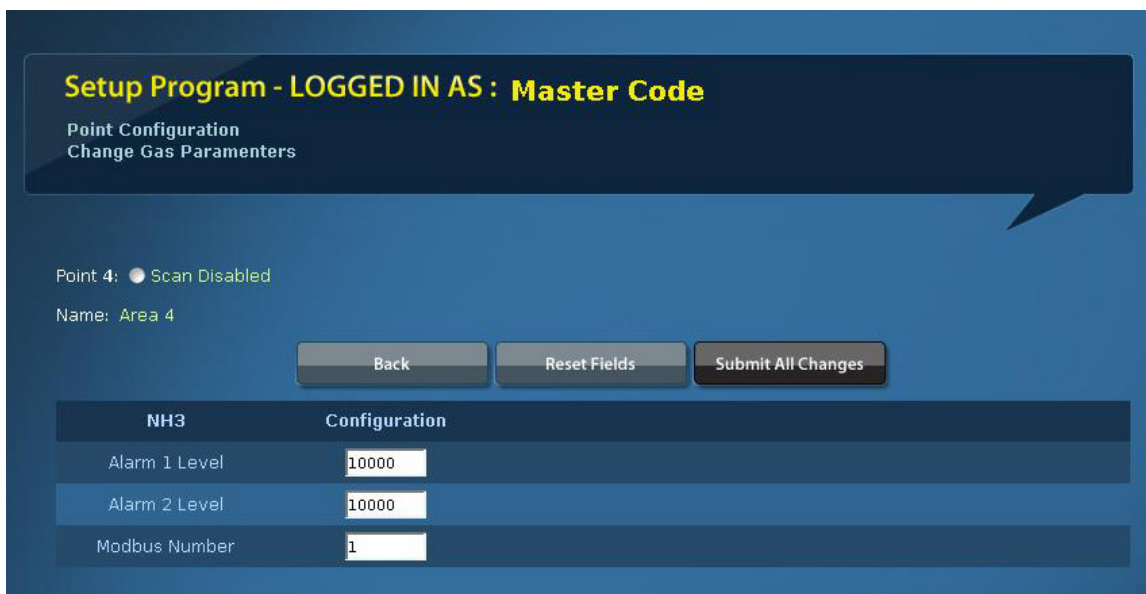 Setup Program - LOGGED IN AS : Master Code
Point Configuration
Change Gas Paramenters
Point 4: Scan Disabled
Name: Area 4
Back Reset Fields Submit All Changes
NH3 Configuration
Alarm 1 Level 10000
Alarm 2 Level 10000
Modbus Number 1